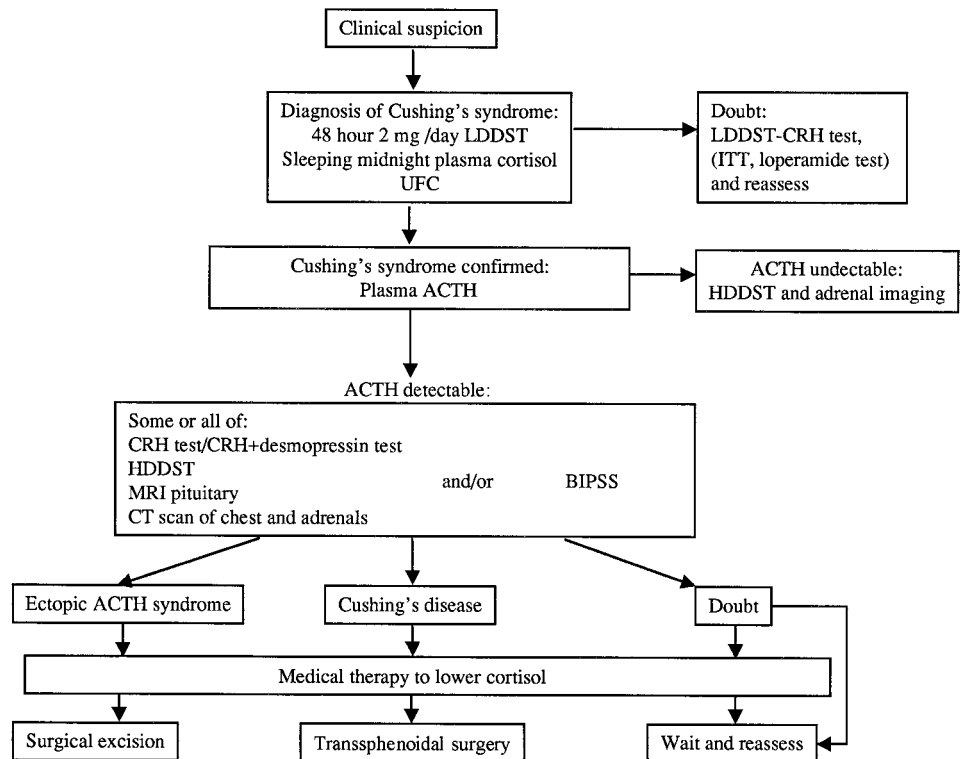 Clinical suspicion
Diagnosis of Cushing's syndrome:
48 hour 2 mg /day LDDST
Sleeping midnight plasma cortisol
UFC
Doubt:
LDDST-CRH test,
(ITT, loperamide test)
and reassess
Cushing's syndrome confirmed:
Plasma ACTH
ACTH undectable:
HDDST and adrenal imaging
ACTH detectable:
Some or all of:
CRH test/CRH+desmopressin test
HDDST
MRI pituitary
CT scan of chest and adrenals
and/or
BIPSS
Ectopic ACTH syndrome
Cushing's disease
Doubt
Medical therapy to lower cortisol
Surgical excision
Transsphenoidal surgery
Wait and reassess